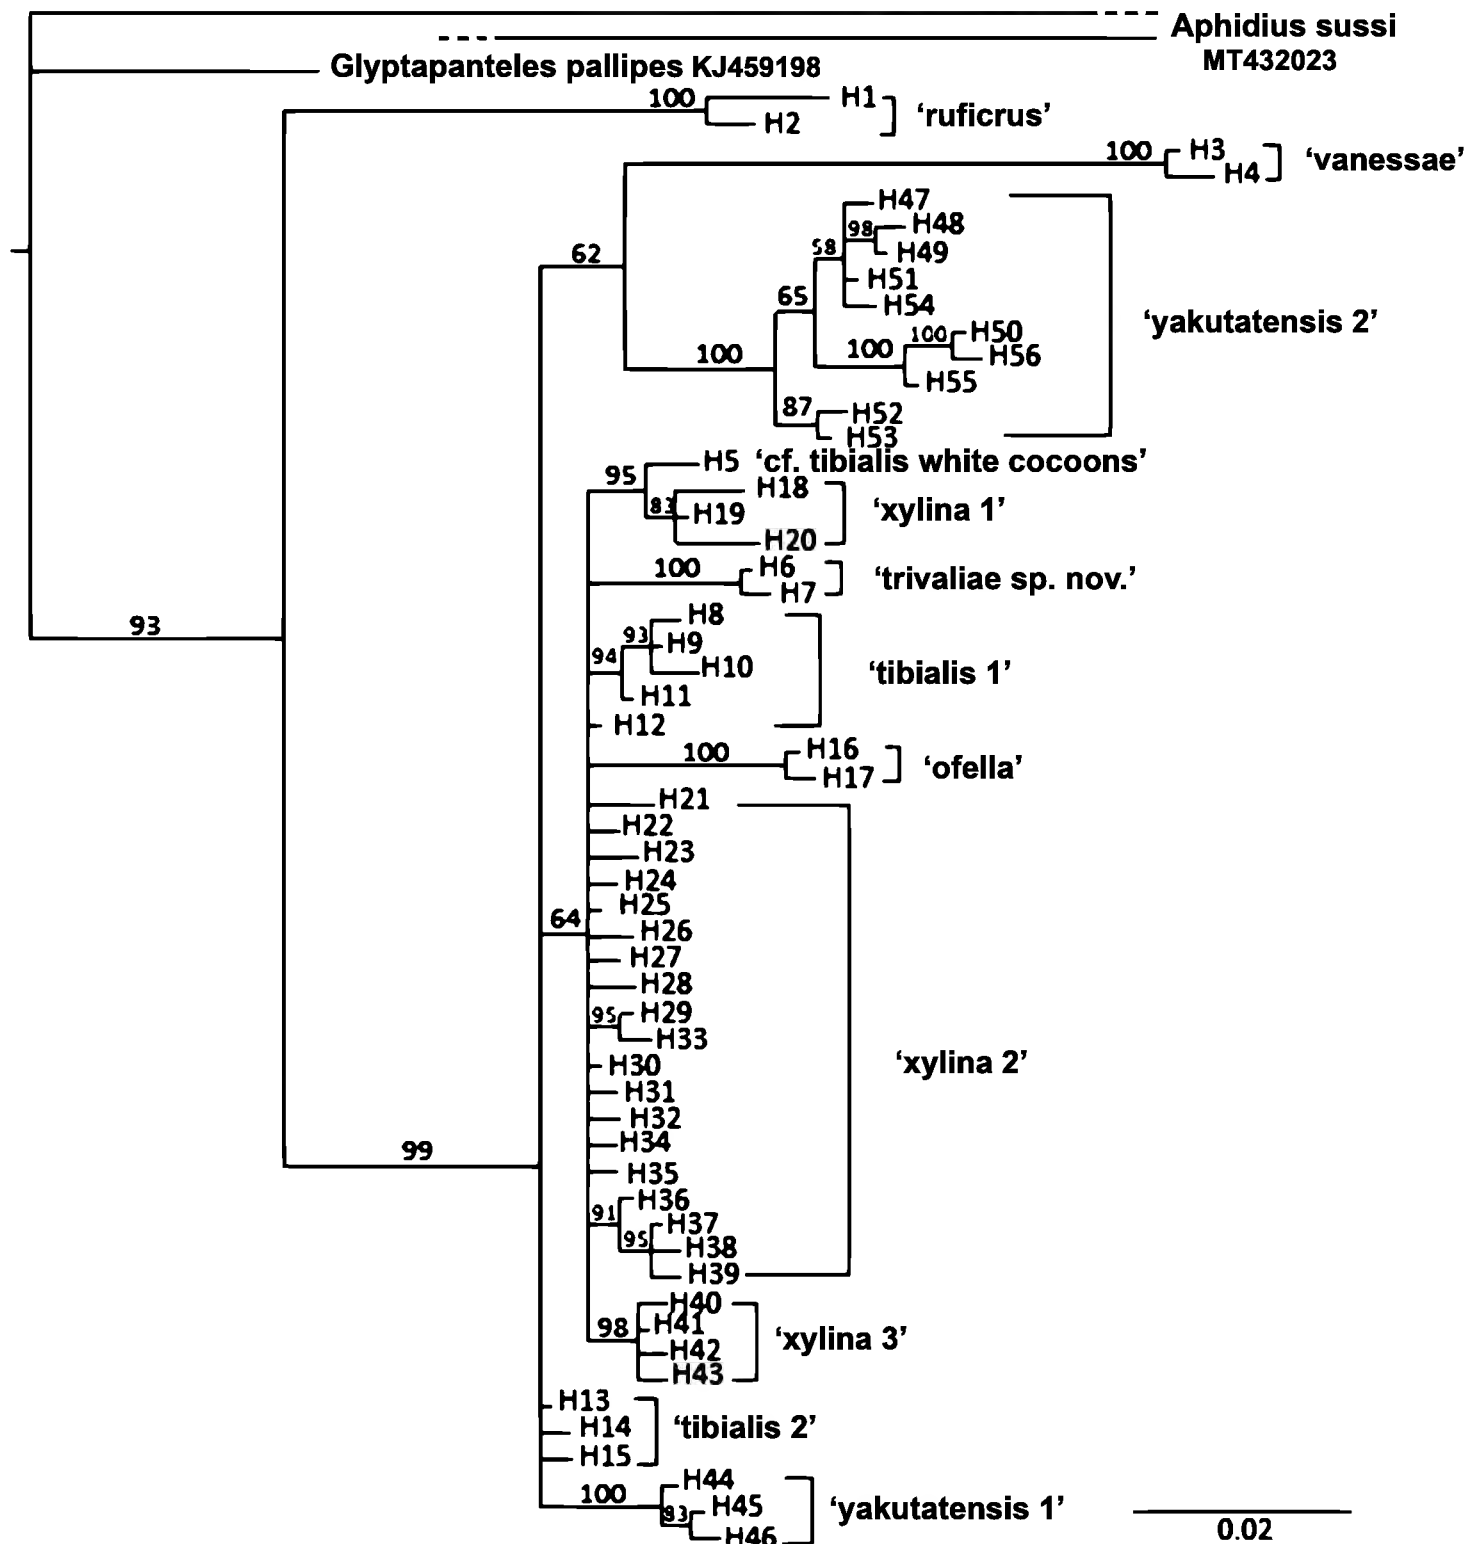 Aphidius sussi
MT432023
Glyptapanteles pallipes KJ459198
100
H1
H2
‘ruficrus’
100
H3
H4
‘vanessae’
62
100
65
58
H47
98
H48
H49
H51
H54
100
100
H50
H56
H55
87
H52
H53
‘yakutatensis 2’
95
H5 ‘cf. tibialis white cocoons’
83
H18
H19
H20
‘xylina 1’
100
H6
H7
‘trivaliae sp. nov.’
93
94
93
H8
H9
H10
H11
H12
‘tibialis 1’
100
H16
H17
‘ofella’
H21
H22
H23
H24
H25
64
H26
H27
H28
95
H29
H33
H30
H31
H32
H34
H35
91
H36
95
H37
H38
H39
‘xylina 2’
99
98
H40
H41
H42
H43
‘xylina 3’
H13
H14
H15
‘tibialis 2’
100
H44
83
H45
H46
‘yakutatensis 1’
0.02